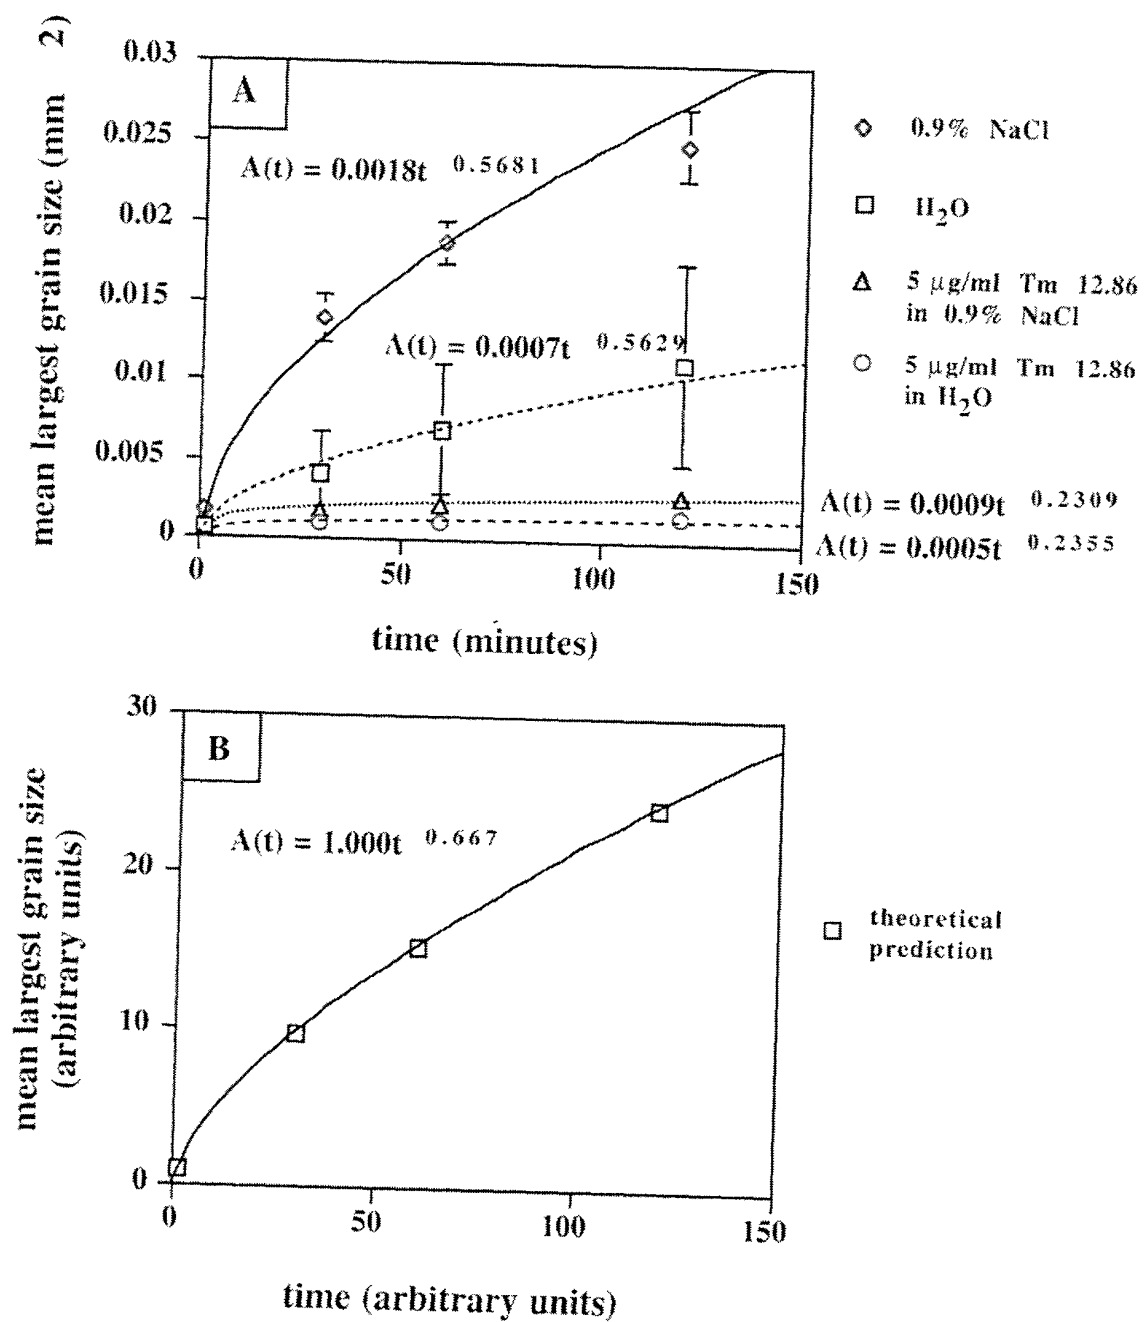 mean largest grain size (mm 2)
0.03
0.025
0.02
0.015
0.01
0.005
0
A
A(t) = 0.0018t 0.5681
A(t) = 0.0007t 0.5629
A(t) = 0.0009t 0.2309
A(t) = 0.0005t 0.2355
0 50 100 150
time (minutes)
0.9% NaCl
H₂O
5 µg/ml Tm 12.86
in 0.9% NaCl
5 µg/ml Tm 12.86
in H₂O
mean largest grain size
(arbitrary units)
30
20
10
0
B
A(t) = 1.000t 0.667
0 50 100 150
time (arbitrary units)
theoretical
prediction